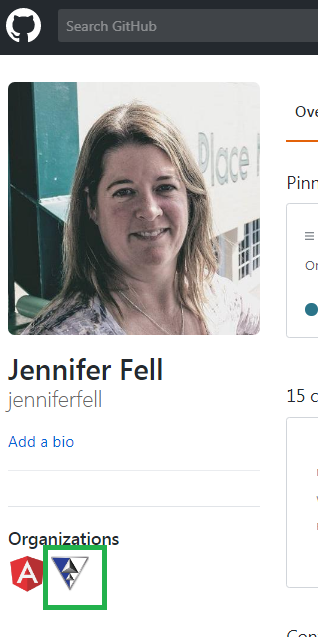 Search GitHub
Ove
Place
Pinn
Or
Jennifer Fell
jenniferfell
15 c
Add a bio
Organizations
A
Con